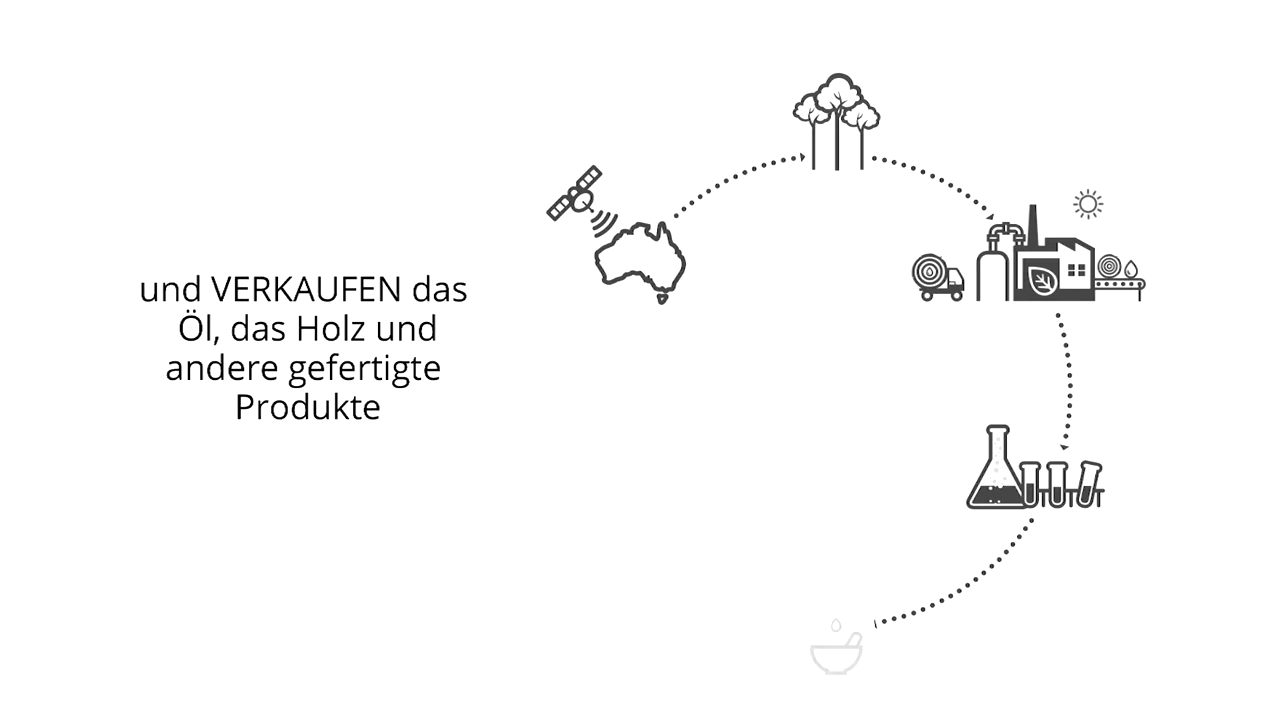 und VERKAUFEN das
Öl, das Holz und
andere gefertigte
Produkte